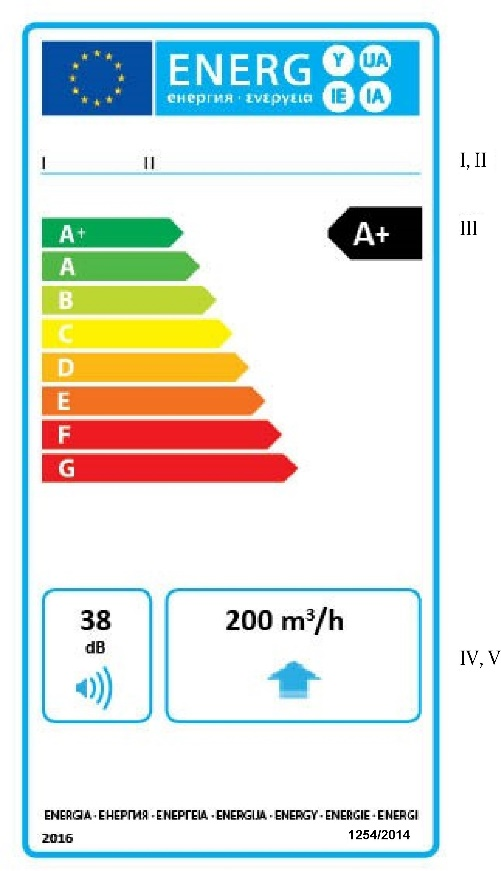 ENERG Y UA
енергия · ενεργεια IE IA
I II I, II
A+ A+ III
A
B
C
D
E
F
G
38 200 m³/h
dB
IV, V
ENERGIA · ЕНЕРГИЯ · ΕΝΕΡΓΕΙΑ · ENERGIJA · ENERGY · ENERGIE · ENERGI
2016 1254/2014